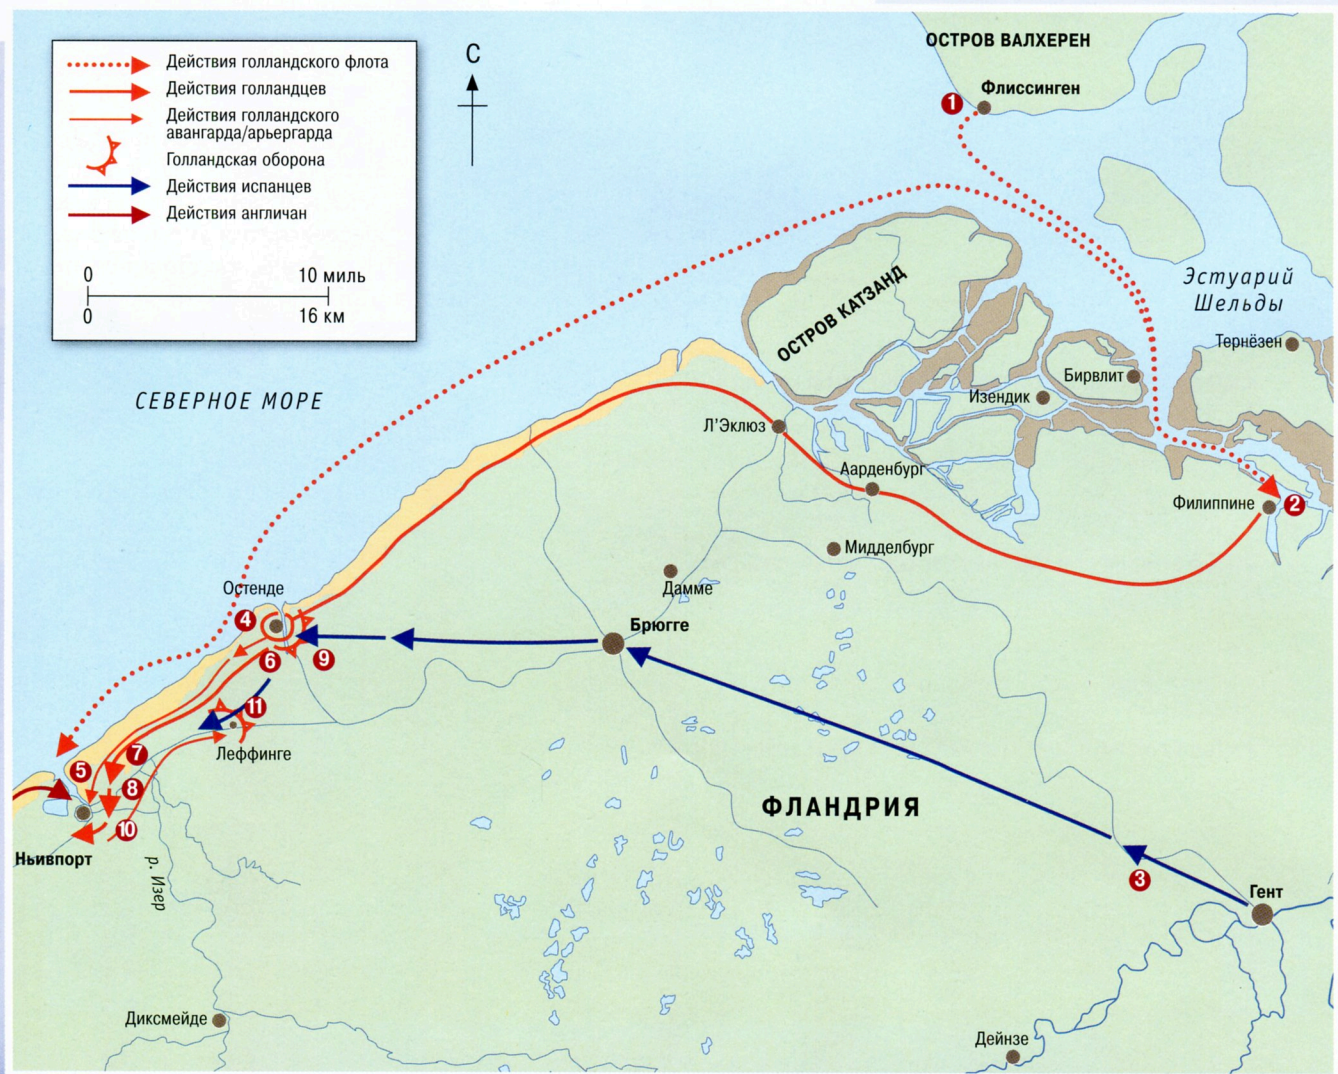 Действия голландского флота
Действия голландцев
Действия голландского
авангарда/арьергарда
Голландская оборона
Действия испанцев
Действия англичан
0
10 миль
0
16 км
С
ОСТРОВ ВАЛХЕРЕН
1
Флиссинген
Эстуарий
Шельды
ОСТРОВ КАТЗАНД
Тернёзен
Бирвлит
Изендик
СЕВЕРНОЕ МОРЕ
Л'Эклюз
Аарденбург
Филиппине
2
Мидделбург
Дамме
Остенде
4
Брюгге
6
9
11
Леффинге
7
5
8
10
ФЛАНДРИЯ
Ньивпорт
р. Изер
3
Гент
Диксмейде
Дейнзе